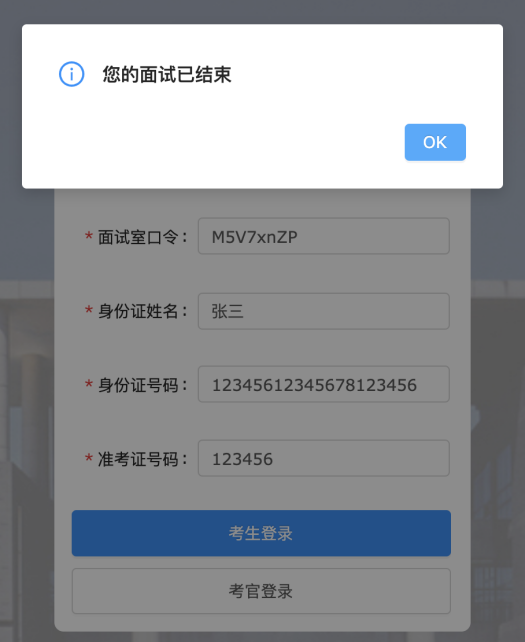 您的面试已结束
OK
* 面试室口令： M5V7xnZP
* 身份证姓名： 张三
* 身份证号码： 12345612345678123456
* 准考证号码： 123456
考生登录
考官登录